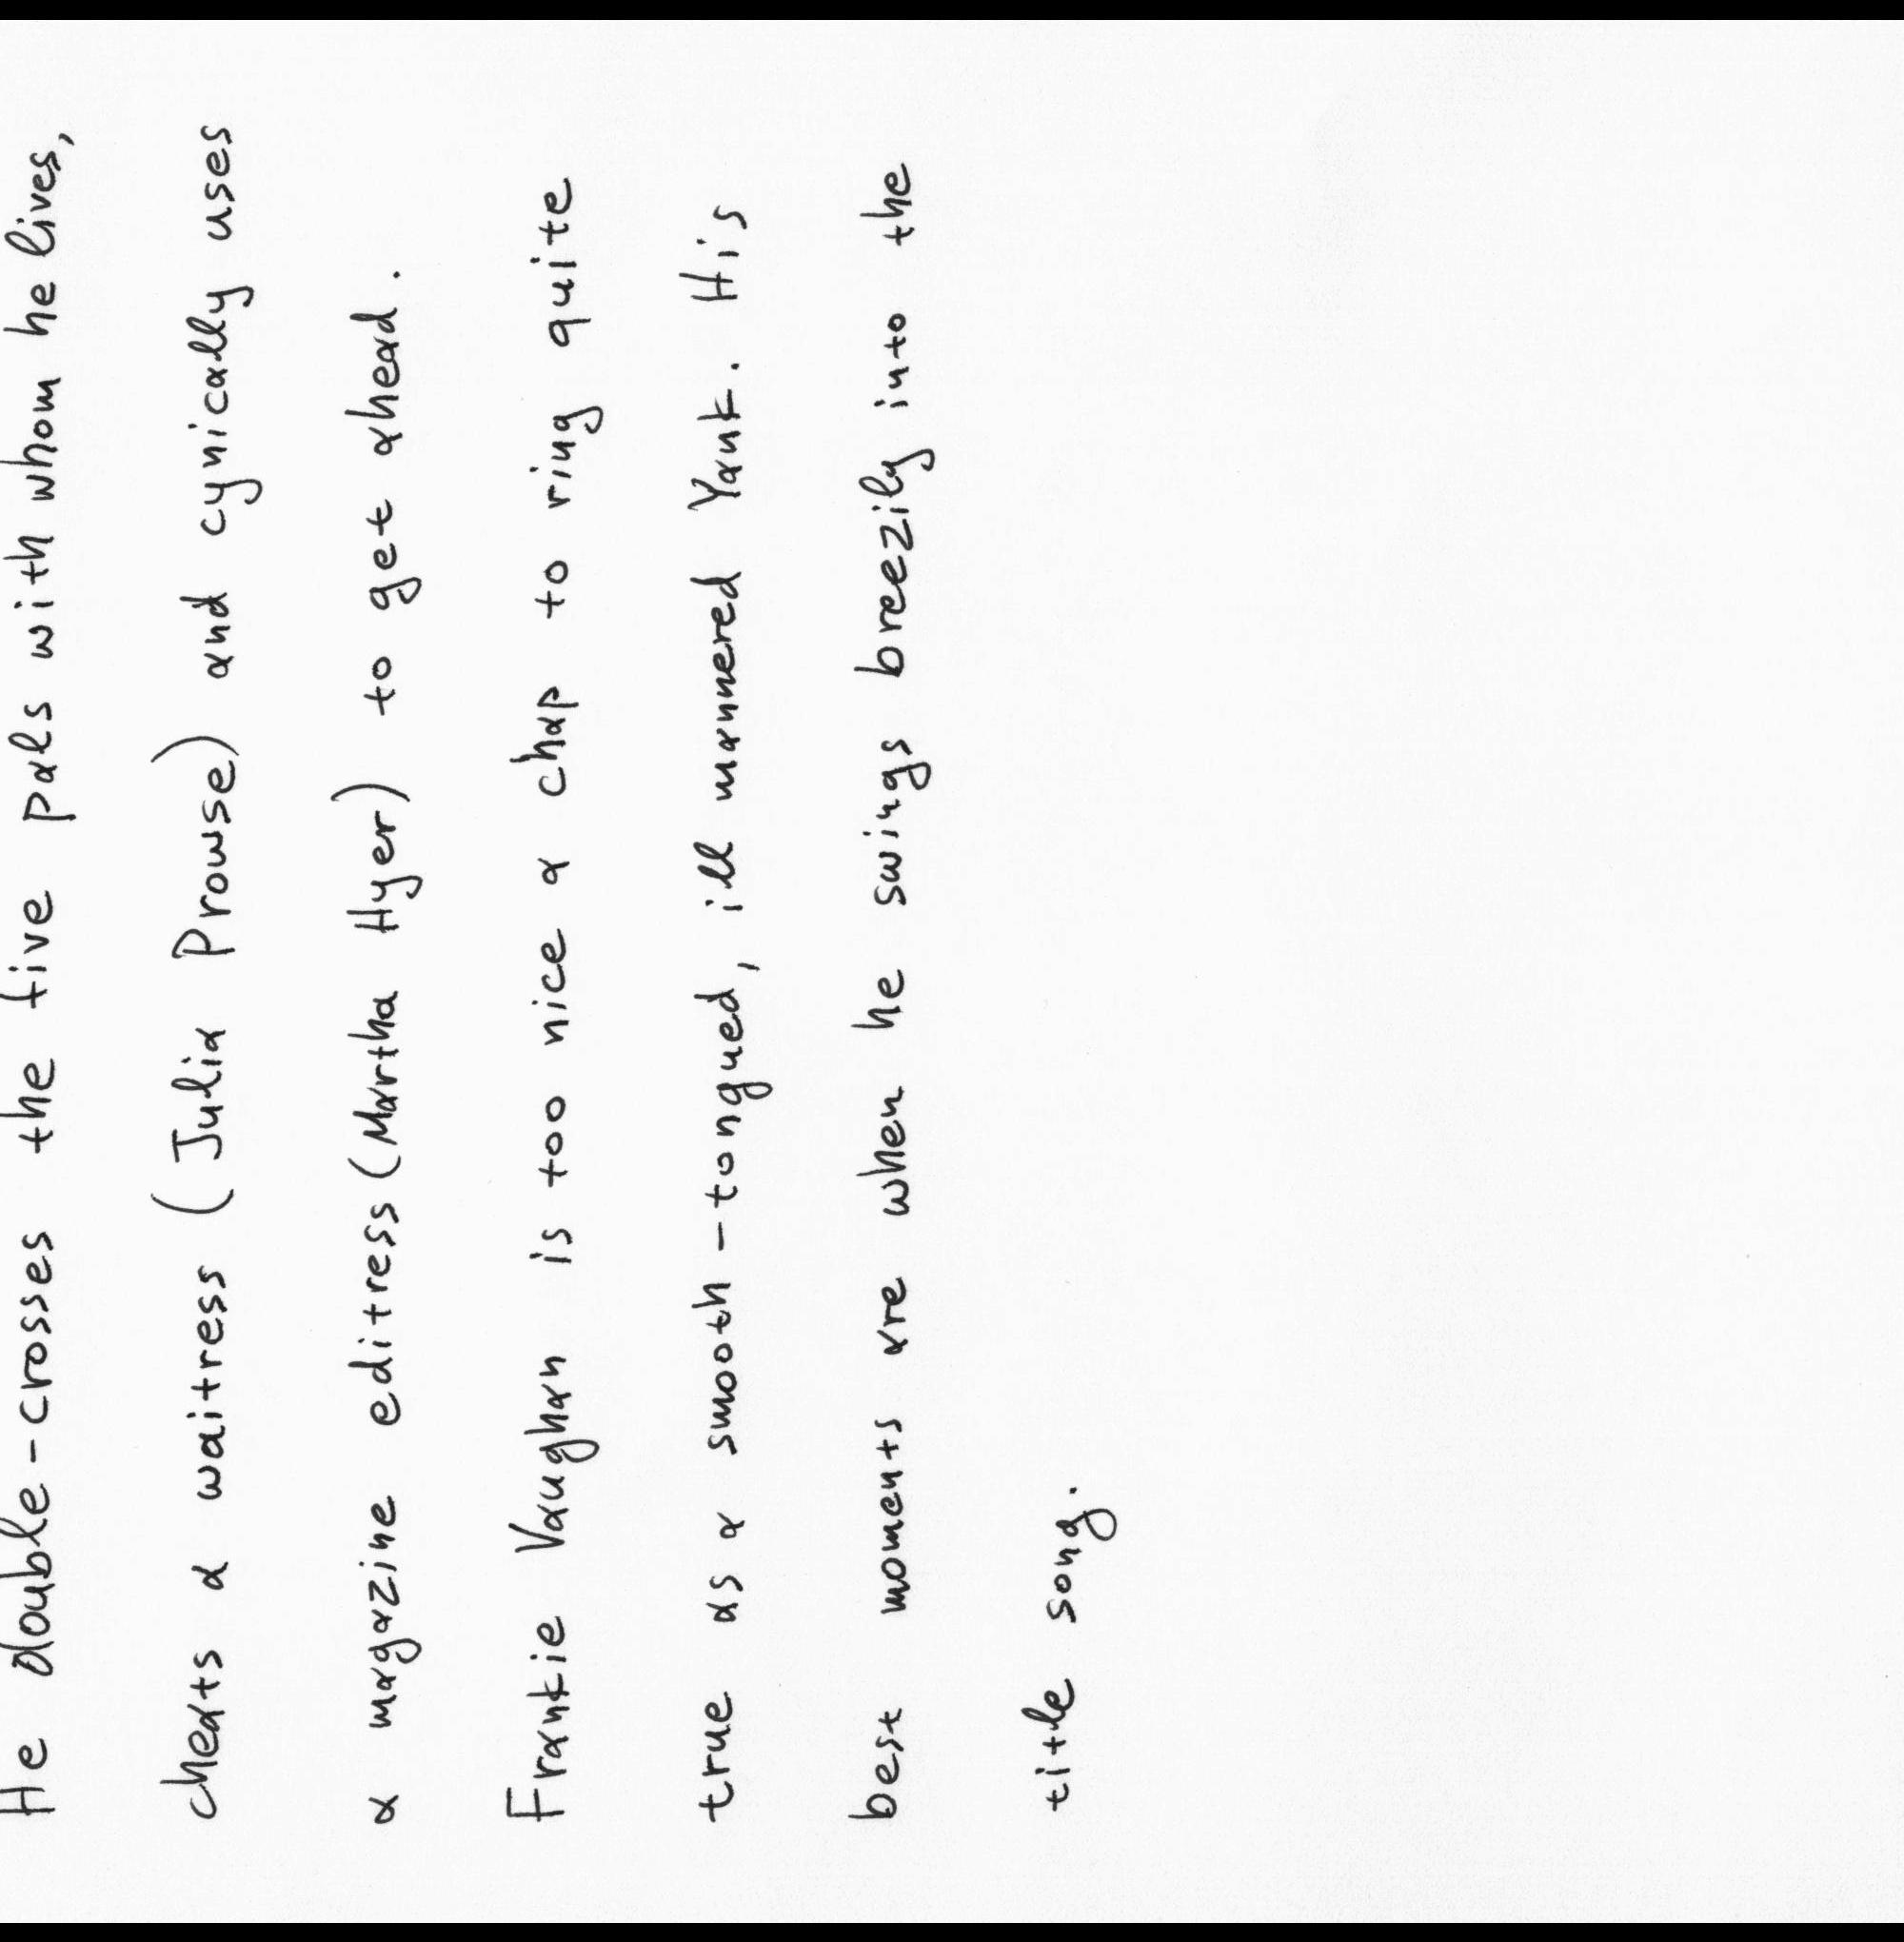 He double-crosses the five pals with whom he lives,
cheats a waitress (Julia Prowse) and cynically uses
a magazine editress (Martha Hyer) to get ahead.
Frankie Vaughan is too nice a chap to ring quite
true as a smooth-tongued, ill mannered Yank. His
best moments are when he swings breezily into the
title song.